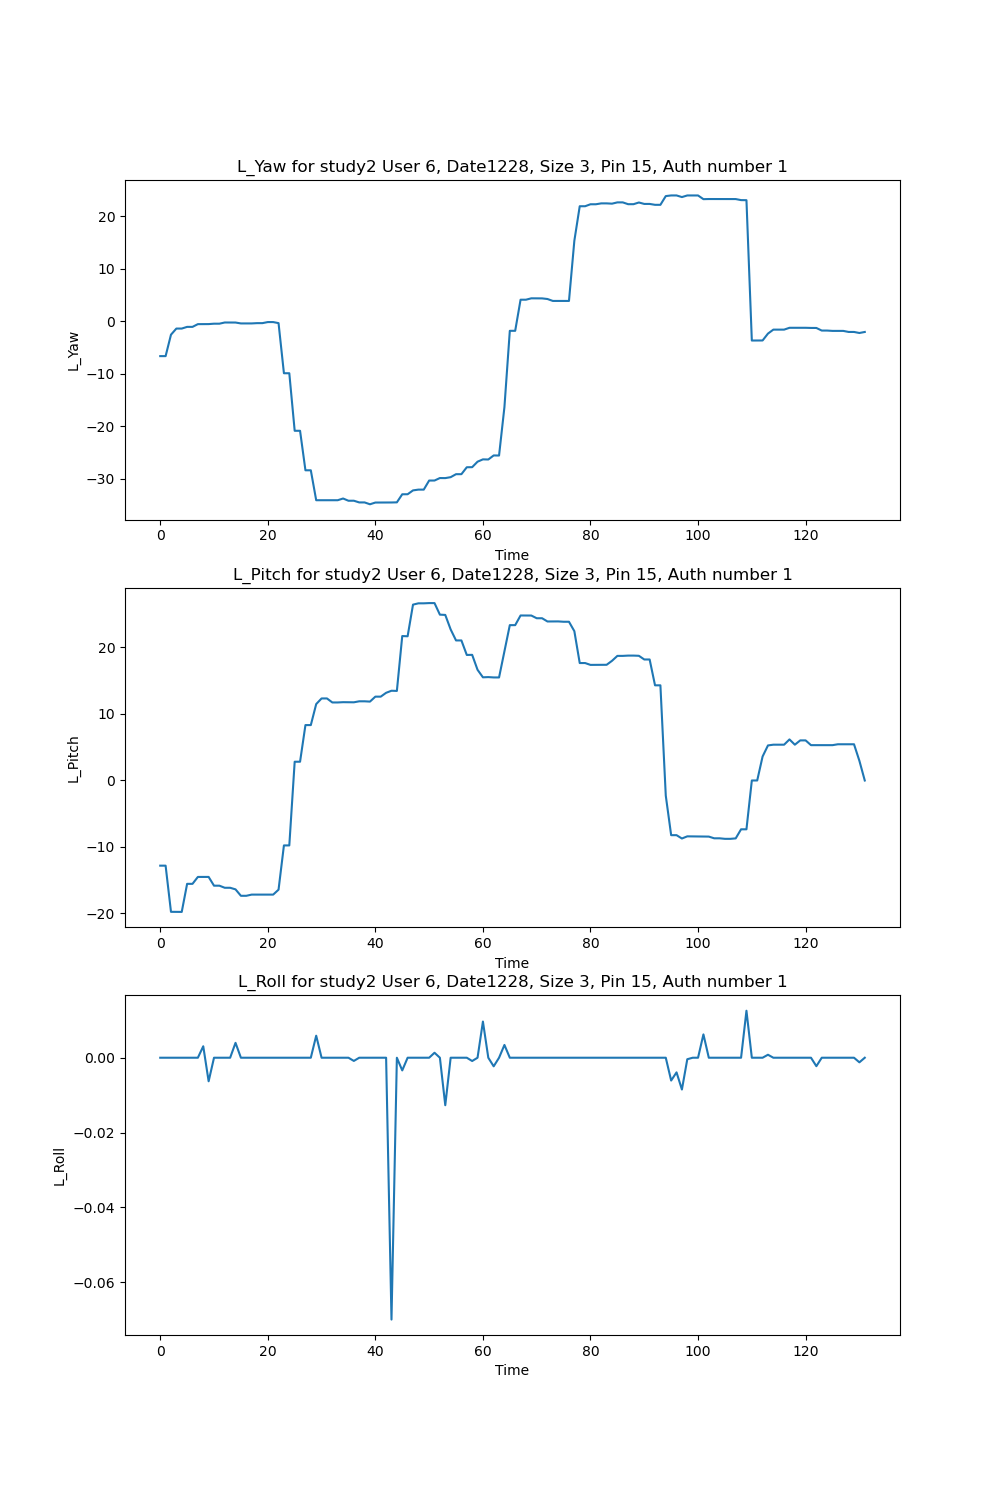 L_Yaw for study2 User 6, Date1228, Size 3, Pin 15, Auth number 1
20
10
0
−10
−20
−30
L_Yaw
0 20 40 60 80 100 120
Time
L_Pitch for study2 User 6, Date1228, Size 3, Pin 15, Auth number 1
20
10
0
−10
−20
L_Pitch
0 20 40 60 80 100 120
Time
L_Roll for study2 User 6, Date1228, Size 3, Pin 15, Auth number 1
0.00
−0.02
−0.04
−0.06
L_Roll
0 20 40 60 80 100 120
Time